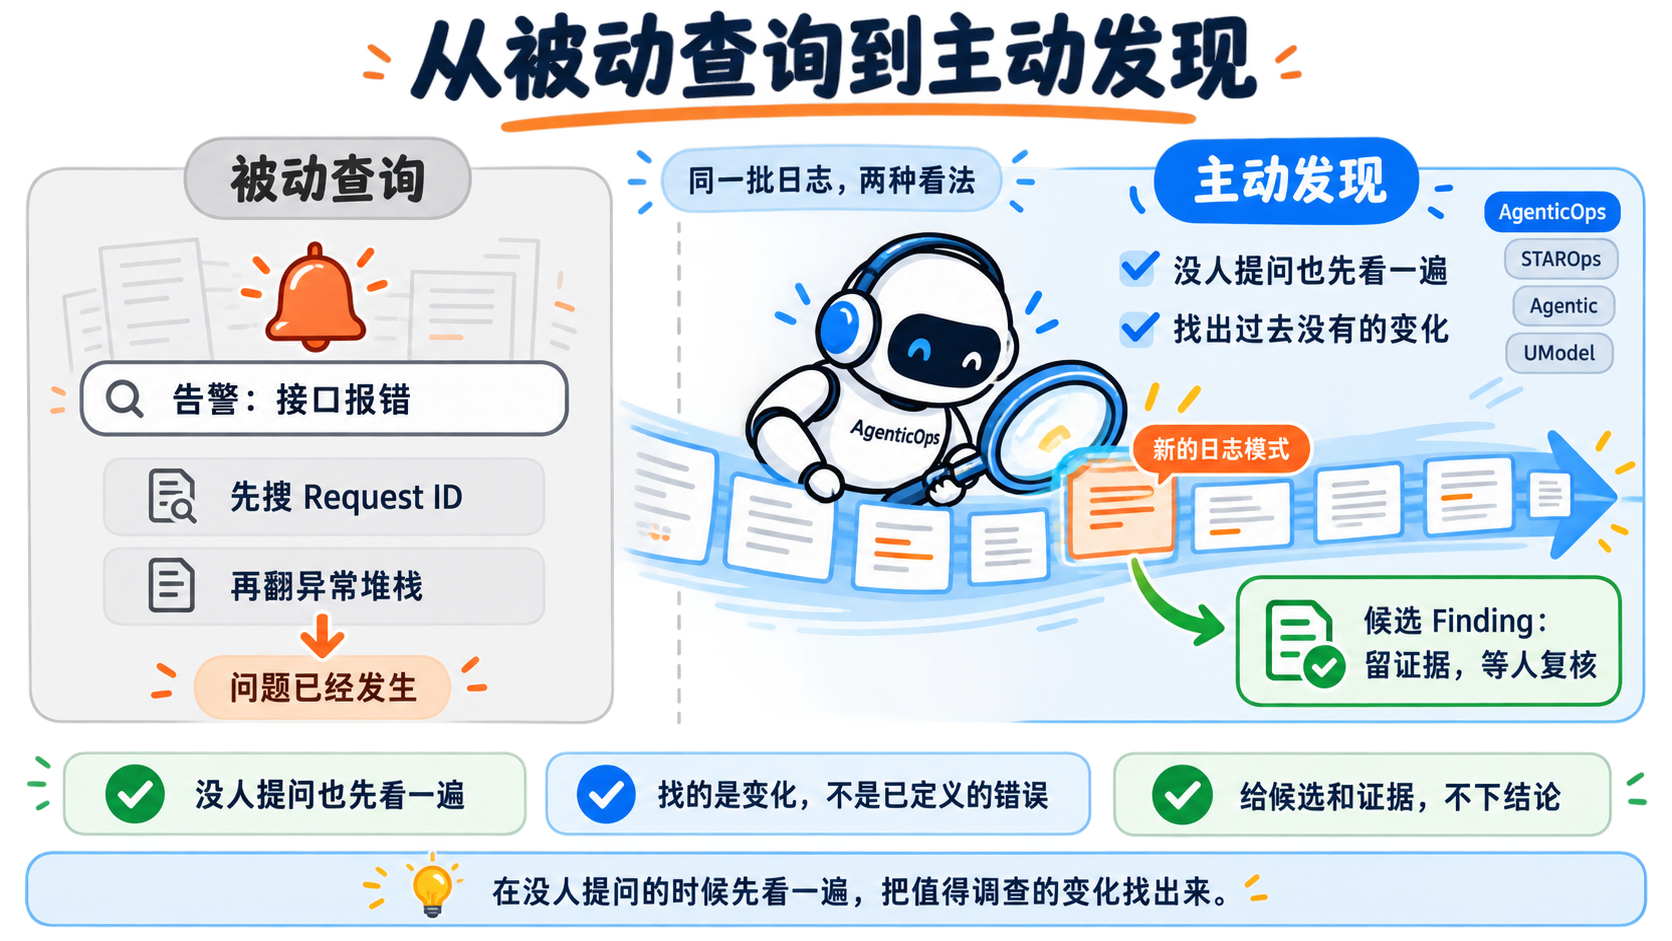 从被动查询到主动发现
被动查询
告警：接口报错
先搜 Request ID
再翻异常堆栈
问题已经发生
同一批日志，两种看法
主动发现
没人提问也先看一遍
找出过去没有的变化
AgenticOps
STAROps
Agentic
UModel
AgenticOps
新的日志模式
候选 Finding：
留证据，等人复核
没人提问也先看一遍
找的是变化，不是已定义的错误
给候选和证据，不下结论
在没人提问的时候先看一遍，把值得调查的变化找出来。